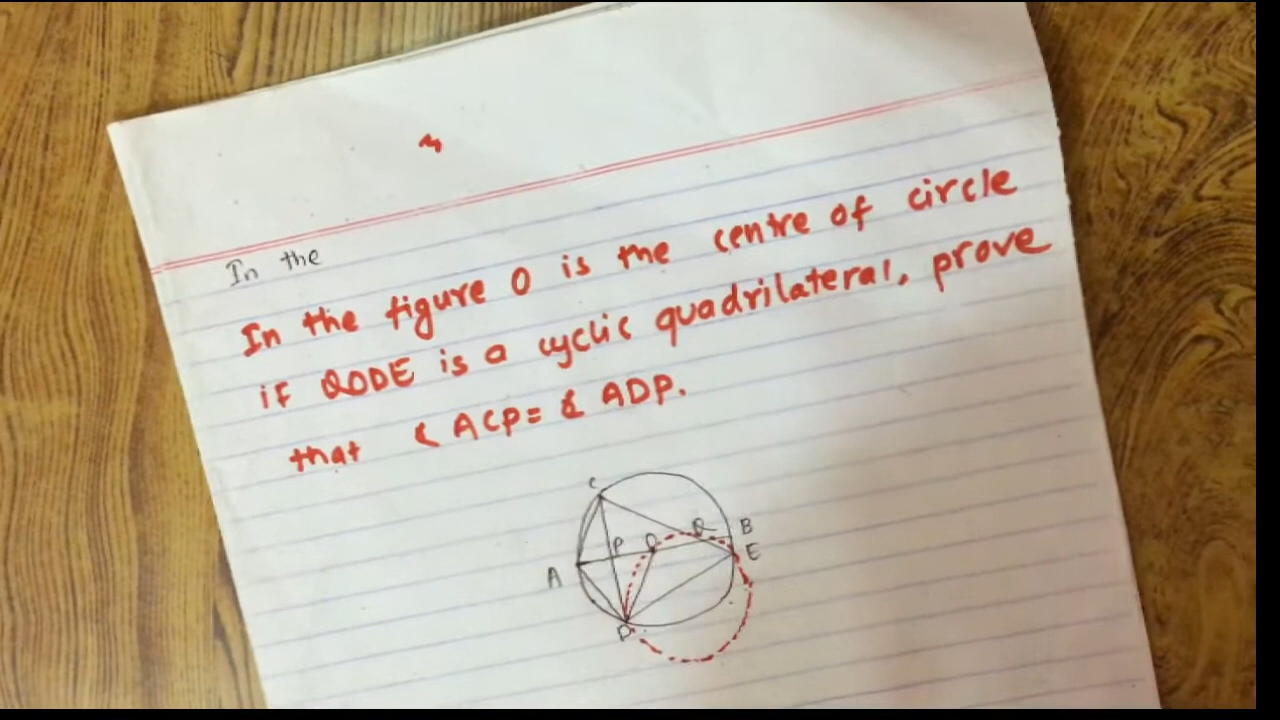 In the
In the figure O is the centre of circle
if QODE is a cyclic quadrilateral, prove
that ∠ ACP = ∠ ADP.
C
P O Q B
E
A
D